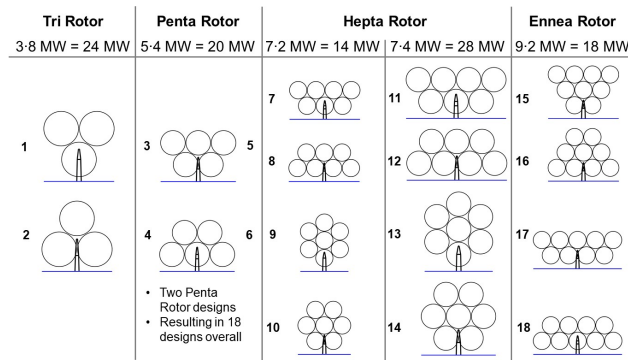 Tri Rotor
Penta Rotor
Hepta Rotor
Ennea Rotor
3·8 MW = 24 MW
5·4 MW = 20 MW
7·2 MW = 14 MW
7·4 MW = 28 MW
9·2 MW = 18 MW
1
2
3
5
4
6
• Two Penta
Rotor designs
• Resulting in 18
designs overall
7
8
9
10
11
12
13
14
15
16
17
18